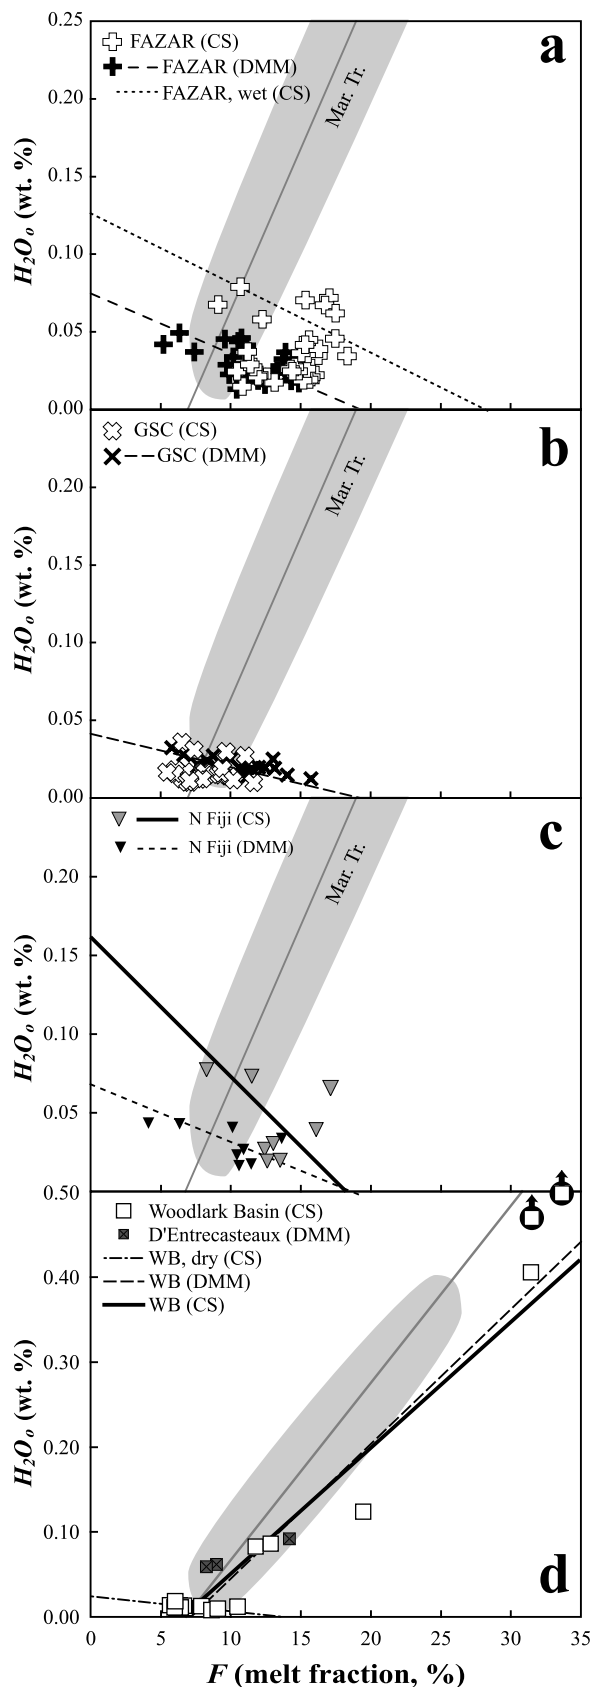 a
FAZAR (CS)
FAZAR (DMM)
FAZAR, wet (CS)
Mar. Tr.
0.25
0.20
0.15
0.10
0.05
0.00
H₂Oₒ (wt. %)
b
GSC (CS)
GSC (DMM)
Mar. Tr.
0.20
0.15
0.10
0.05
0.00
H₂Oₒ (wt. %)
c
N Fiji (CS)
N Fiji (DMM)
Mar. Tr.
0.20
0.15
0.10
0.05
H₂Oₒ (wt. %)
0.50
Woodlark Basin (CS)
D'Entrecasteaux (DMM)
WB, dry (CS)
WB (DMM)
WB (CS)
0.40
0.30
0.20
0.10
0.00
H₂Oₒ (wt. %)
d
0 5 10 15 20 25 30 35
F (melt fraction, %)